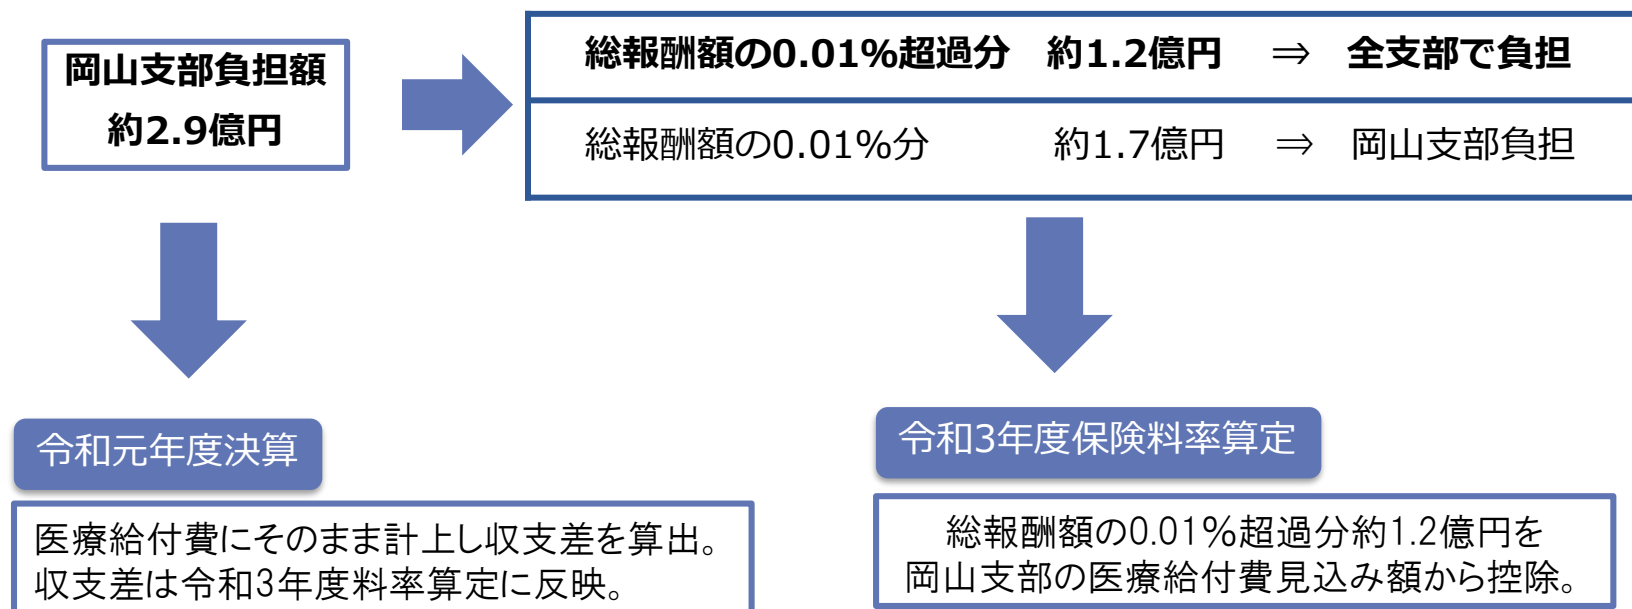 岡山支部負担額
約2.9億円
総報酬額の0.01%超過分 約1.2億円 ⇒ 全支部で負担
総報酬額の0.01%分 約1.7億円 ⇒ 岡山支部負担
令和元年度決算
医療給付費にそのまま計上し収支差を算出。
収支差は令和3年度料率算定に反映。
令和3年度保険料率算定
総報酬額の0.01%超過分約1.2億円を
岡山支部の医療給付費見込み額から控除。